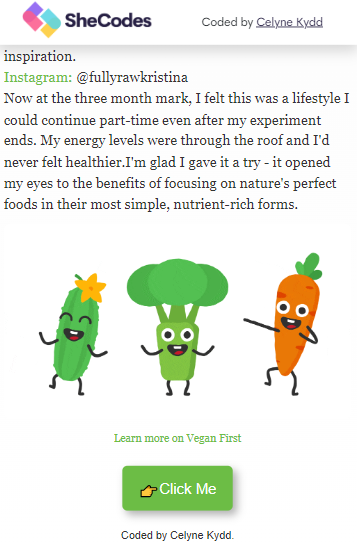 SheCodes
Coded by Celyne Kydd
inspiration.
Instagram: @fullyrawkristina
Now at the three month mark, I felt this was a lifestyle I
could continue part-time even after my experiment
ends. My energy levels were through the roof and I'd
never felt healthier.I'm glad I gave it a try - it opened
my eyes to the benefits of focusing on nature's perfect
foods in their most simple, nutrient-rich forms.
Learn more on Vegan First
👉Click Me
Coded by Celyne Kydd.